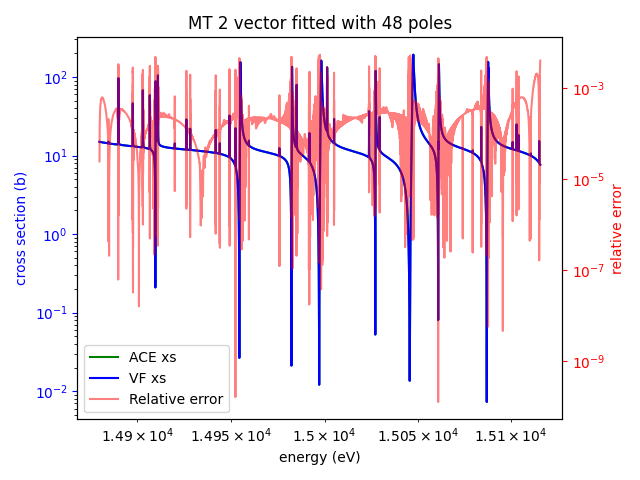 MT 2 vector fitted with 48 poles
10²
10¹
10⁰
10⁻¹
10⁻²
cross section (b)
10⁻³
10⁻⁵
10⁻⁷
10⁻⁹
relative error
ACE xs
VF xs
Relative error
1.49 × 10⁴
1.495 × 10⁴
1.5 × 10⁴
1.505 × 10⁴
1.51 × 10⁴
energy (eV)